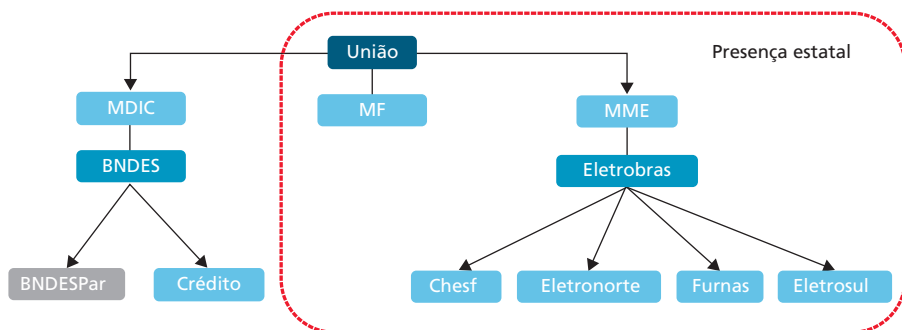 União
Presença estatal
MDIC
MF
MME
BNDES
Eletrobras
BNDESPar
Crédito
Chesf
Eletronorte
Furnas
Eletrosul